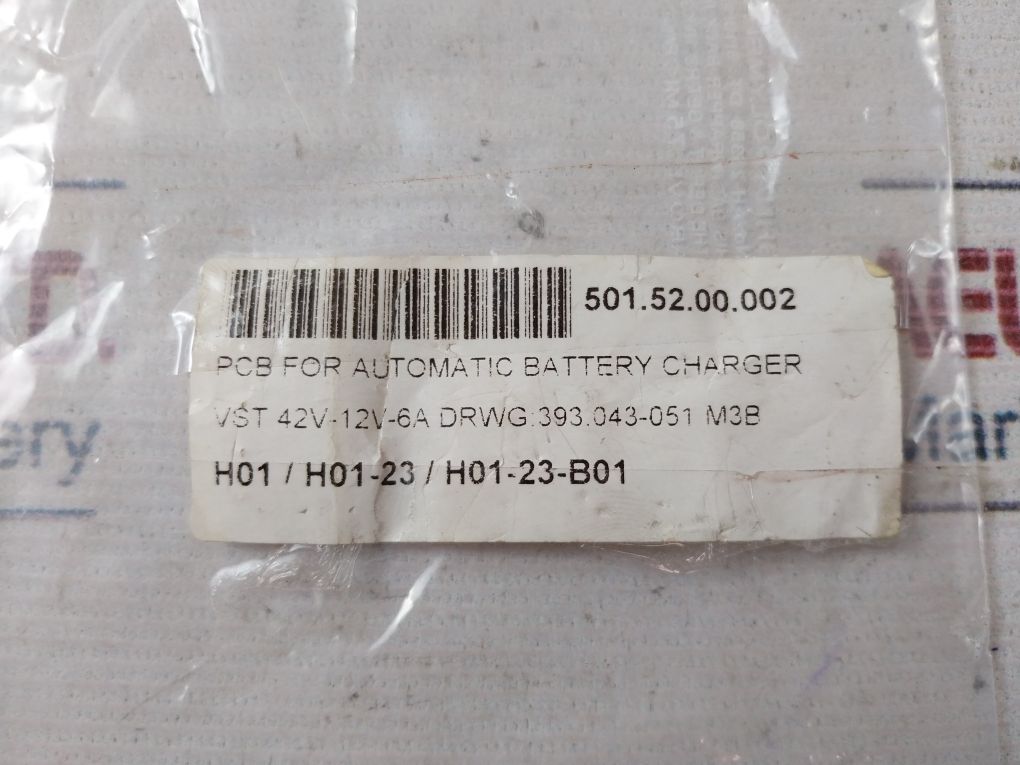 501.52.00.002
PCB FOR AUTOMATIC BATTERY CHARGER
VST 42V-12V-6A DRWG:393.043-051 M3B
H01 / H01-23 / H01-23-B01